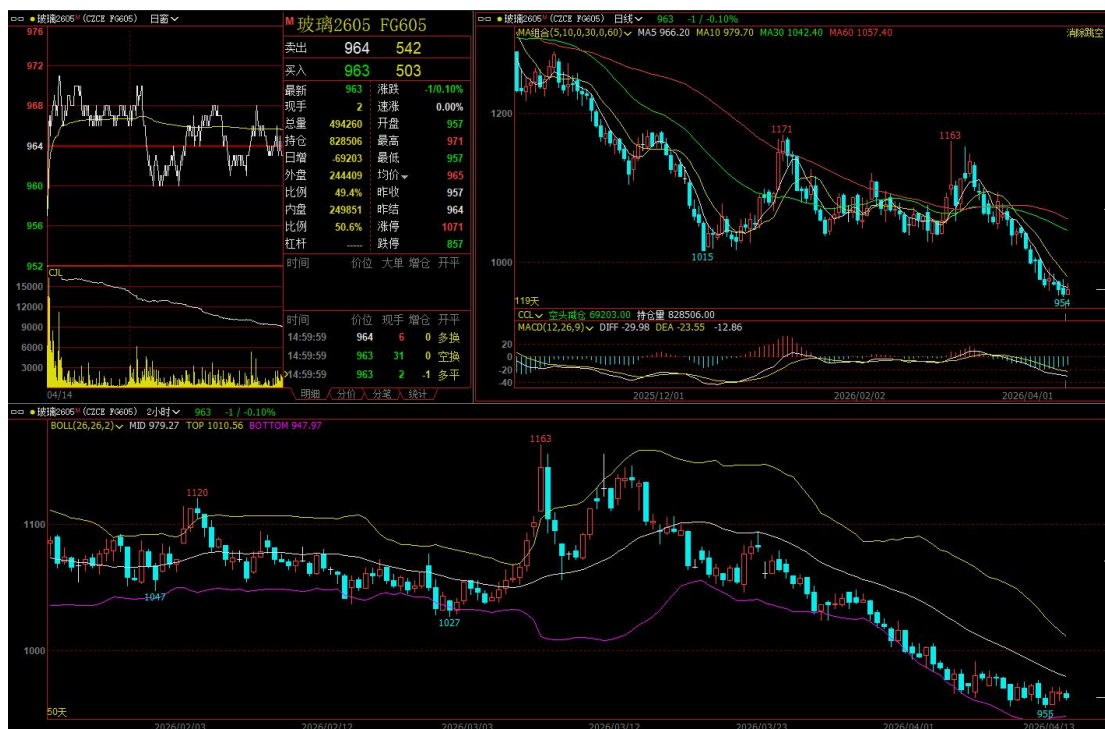 玻璃2605M (CZCE FG605) 日窗
976
972
968
964
960
956
952
CJL
15000
12000
9000
6000
3000
04/14
M 玻璃2605 FG605
卖出 964 542
买入 963 503
最新 963 涨跌 -1/0.10%
现手 2 速涨 0.00%
总量 494260 开盘 957
持仓 828506 最高 971
日增 -69203 最低 957
外盘 244409 均价 965
比例 49.4% 昨收 957
内盘 249851 昨结 964
比例 50.6% 涨停 1071
杠杆 ----- 跌停 857
时间 价位 大单 增仓 开平
时间 价位 现手 增仓 开平
14:59:59 964 6 0 多换
14:59:59 963 31 0 空换
14:59:59 963 2 -1 多平
明细 分价 分笔 统计
玻璃2605M (CZCE FG605) 日线 963 -1 / -0.10%
MA组合(5,10,0,30,0,60) MA5 966.20 MA10 979.70 MA30 1042.40 MA60 1057.40 消除跳空
1200
1171
1163
1015
1000
954
119天
CCL 空头减仓 69203.00 持仓量 828506.00
MACD(12,26,9) DIFF -29.98 DEA -23.55 -12.86
20
0
-20
-40
2025/12/01 2026/02/02 2026/04/01
玻璃2605M (CZCE FG605) 2小时 963 -1 / -0.10%
BOLL(26,26,2) MID 979.27 TOP 1010.56 BOTTOM 947.97
1163
1120
1100
1047
1027
1000
955
50天
2026/02/03 2026/02/12 2026/03/03 2026/03/12 2026/03/23 2026/04/01 2026/04/13